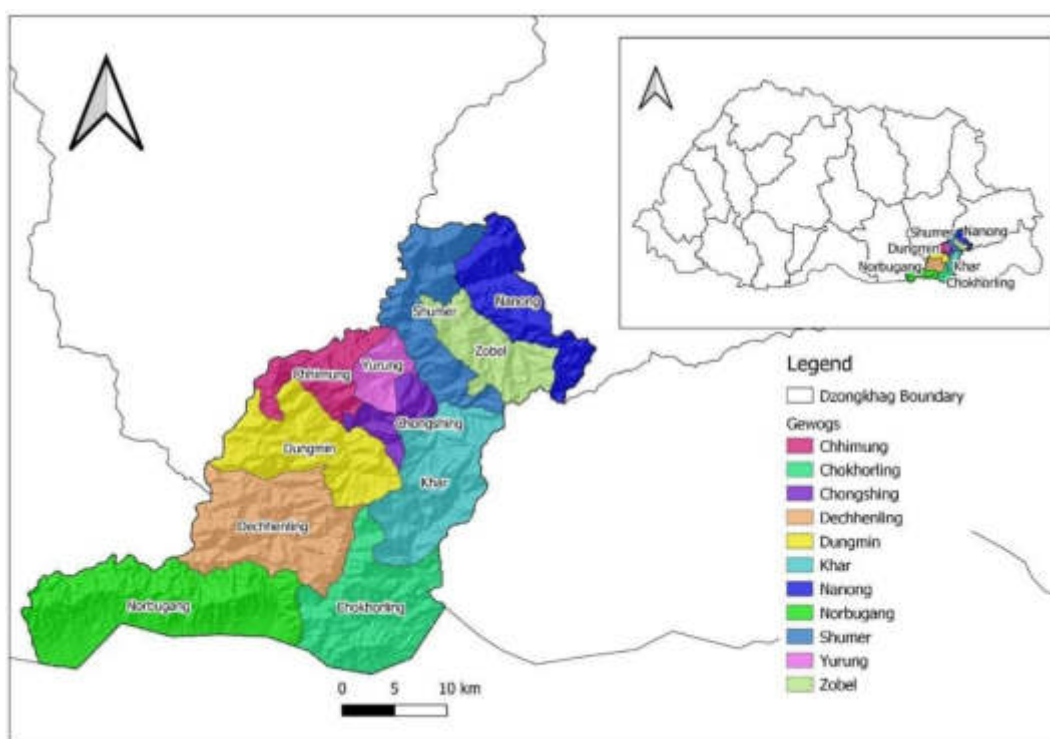 Shumer
Nanong
Zobel
Yurung
Chhimung
Chongshing
Dungmin
Khar
Dechhenling
Norbugang
Chokhorling
0 5 10 km
Shumer Nanong
Dungmin
Norbugang
Khar
Chokhorling
Legend
Dzongkhag Boundary
Gewogs
Chhimung
Chokhorling
Chongshing
Dechhenling
Dungmin
Khar
Nanong
Norbugang
Shumer
Yurung
Zobel